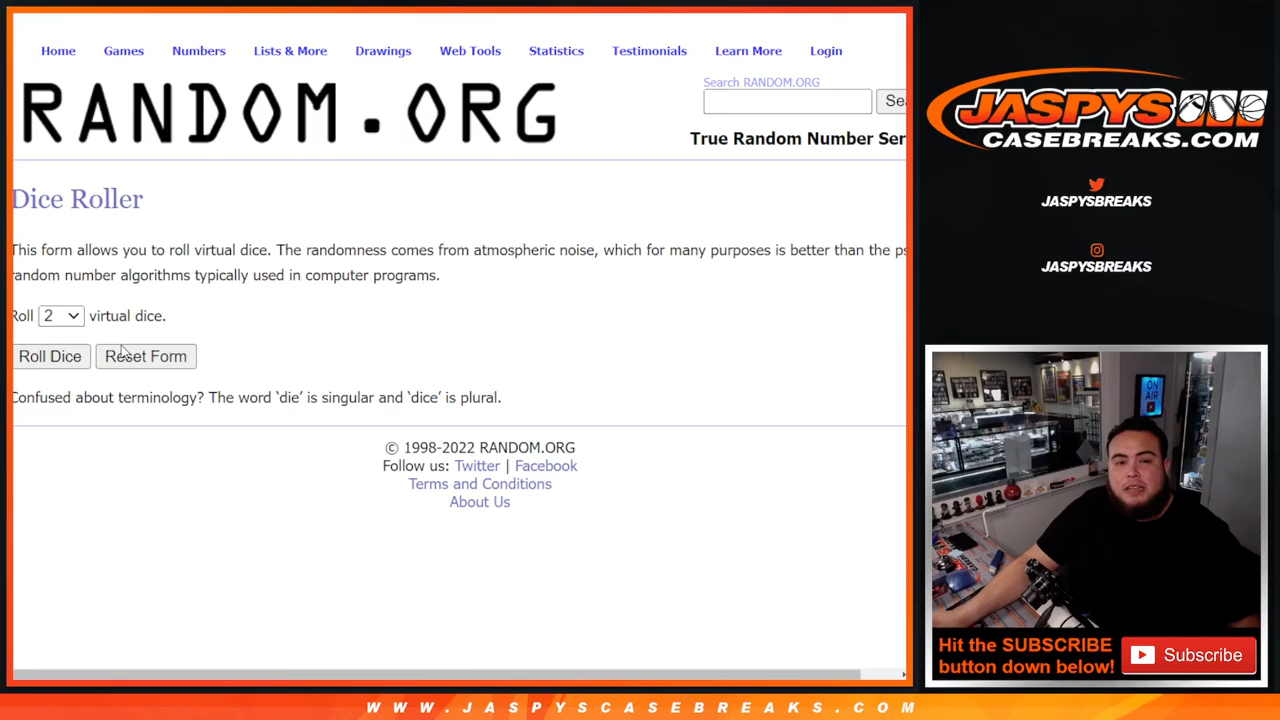 Home Games Numbers Lists & More Drawings Web Tools Statistics Testimonials Learn More Login
RANDOM.ORG
Search RANDOM.ORG
Sea
True Random Number Ser
Dice Roller
This form allows you to roll virtual dice. The randomness comes from atmospheric noise, which for many purposes is better than the ps
random number algorithms typically used in computer programs.
Roll 2 virtual dice.
Roll Dice Reset Form
Confused about terminology? The word ‘die’ is singular and ‘dice’ is plural.
© 1998-2022 RANDOM.ORG
Follow us: Twitter | Facebook
Terms and Conditions
About Us
JASPYS
CASEBREAKS.COM
JASPYSBREAKS
JASPYSBREAKS
ON
AIR
Hit the SUBSCRIBE
button down below!
Subscribe
WWW.JASPYSCASEBREAKS.COM